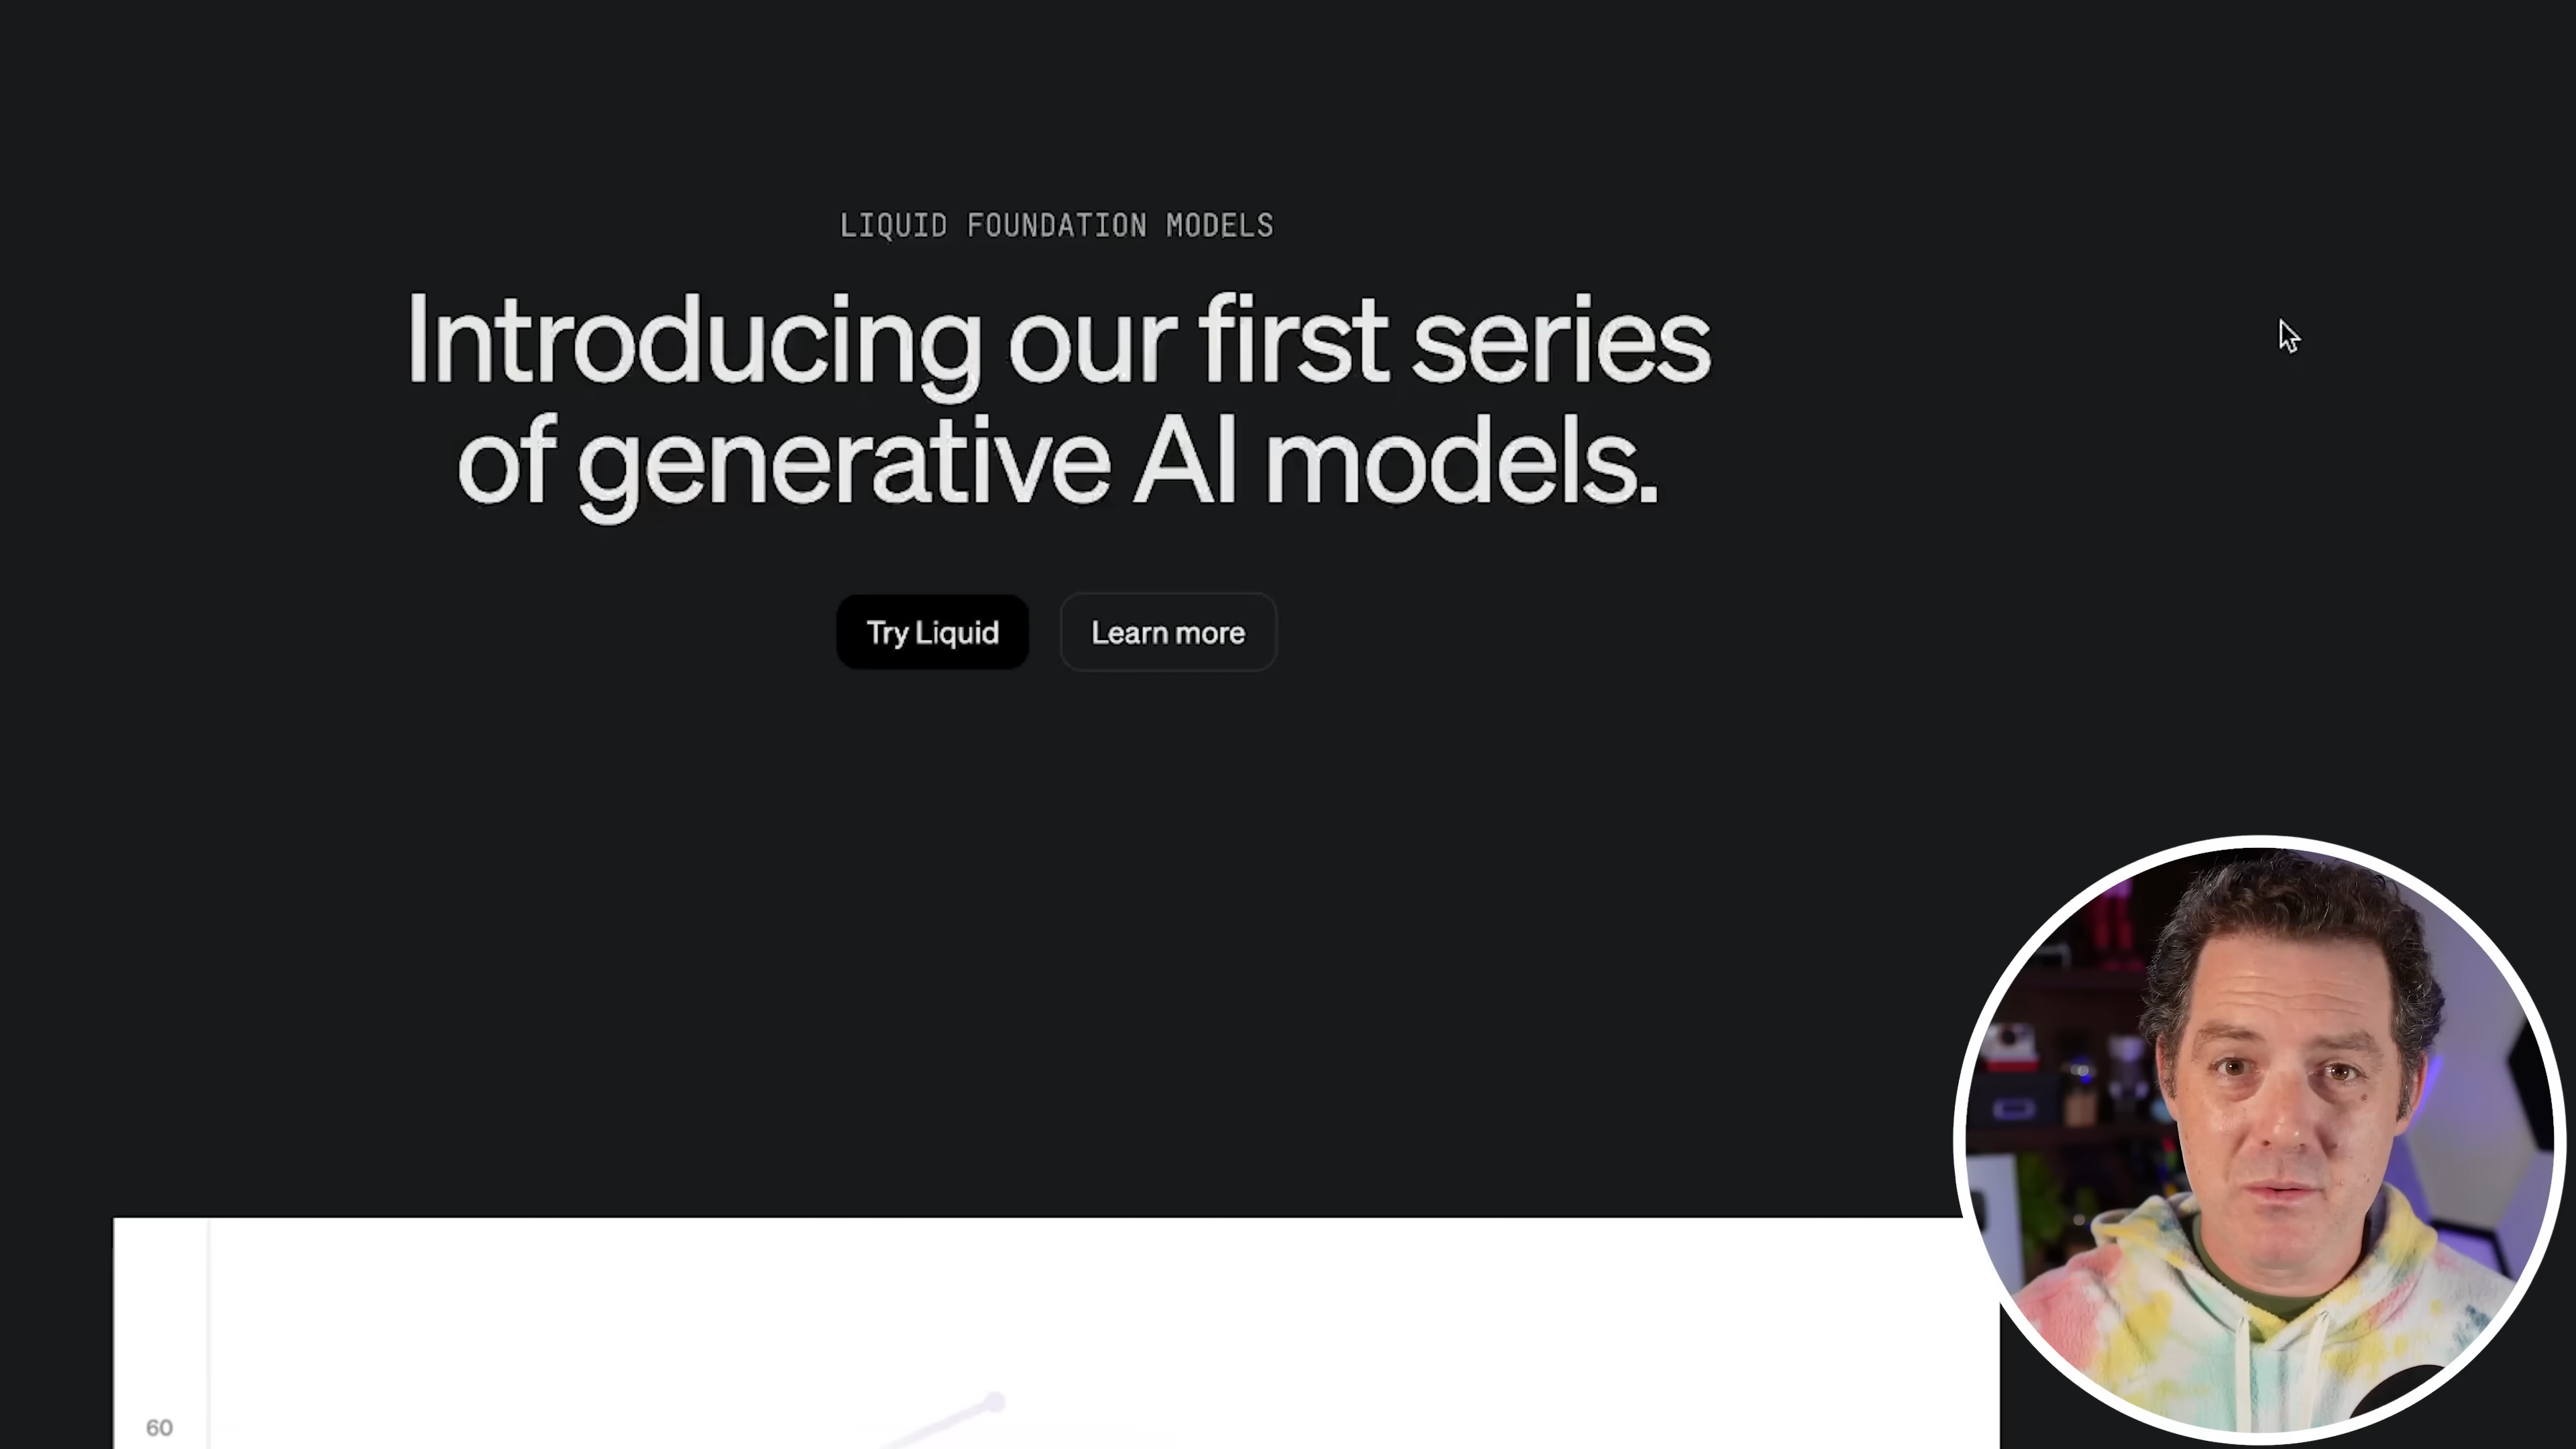 LIQUID FOUNDATION MODELS
Introducing our first series
of generative AI models.
Try Liquid
Learn more
60